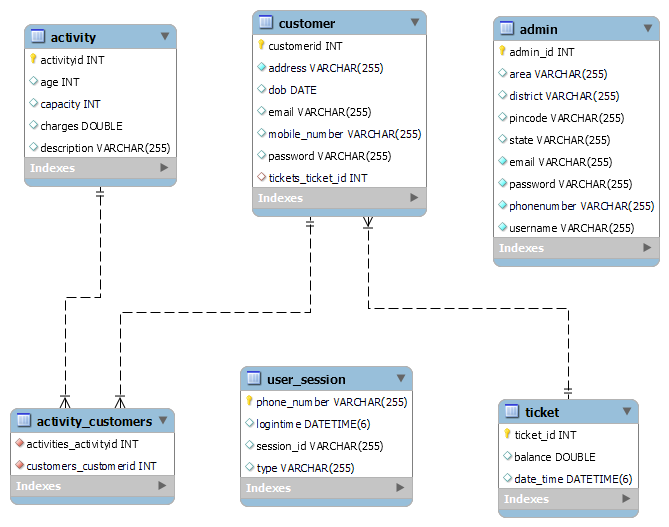 activity
activityid INT
age INT
capacity INT
charges DOUBLE
description VARCHAR(255)
Indexes
customer
customerid INT
address VARCHAR(255)
dob DATE
email VARCHAR(255)
mobile_number VARCHAR(255)
password VARCHAR(255)
tickets_ticket_id INT
Indexes
admin
admin_id INT
area VARCHAR(255)
district VARCHAR(255)
pincode VARCHAR(255)
state VARCHAR(255)
email VARCHAR(255)
password VARCHAR(255)
phonenumber VARCHAR(255)
username VARCHAR(255)
Indexes
activity_customers
activities_activityid INT
customers_customerid INT
Indexes
user_session
phone_number VARCHAR(255)
logintime DATETIME(6)
session_id VARCHAR(255)
type VARCHAR(255)
Indexes
ticket
ticket_id INT
balance DOUBLE
date_time DATETIME(6)
Indexes